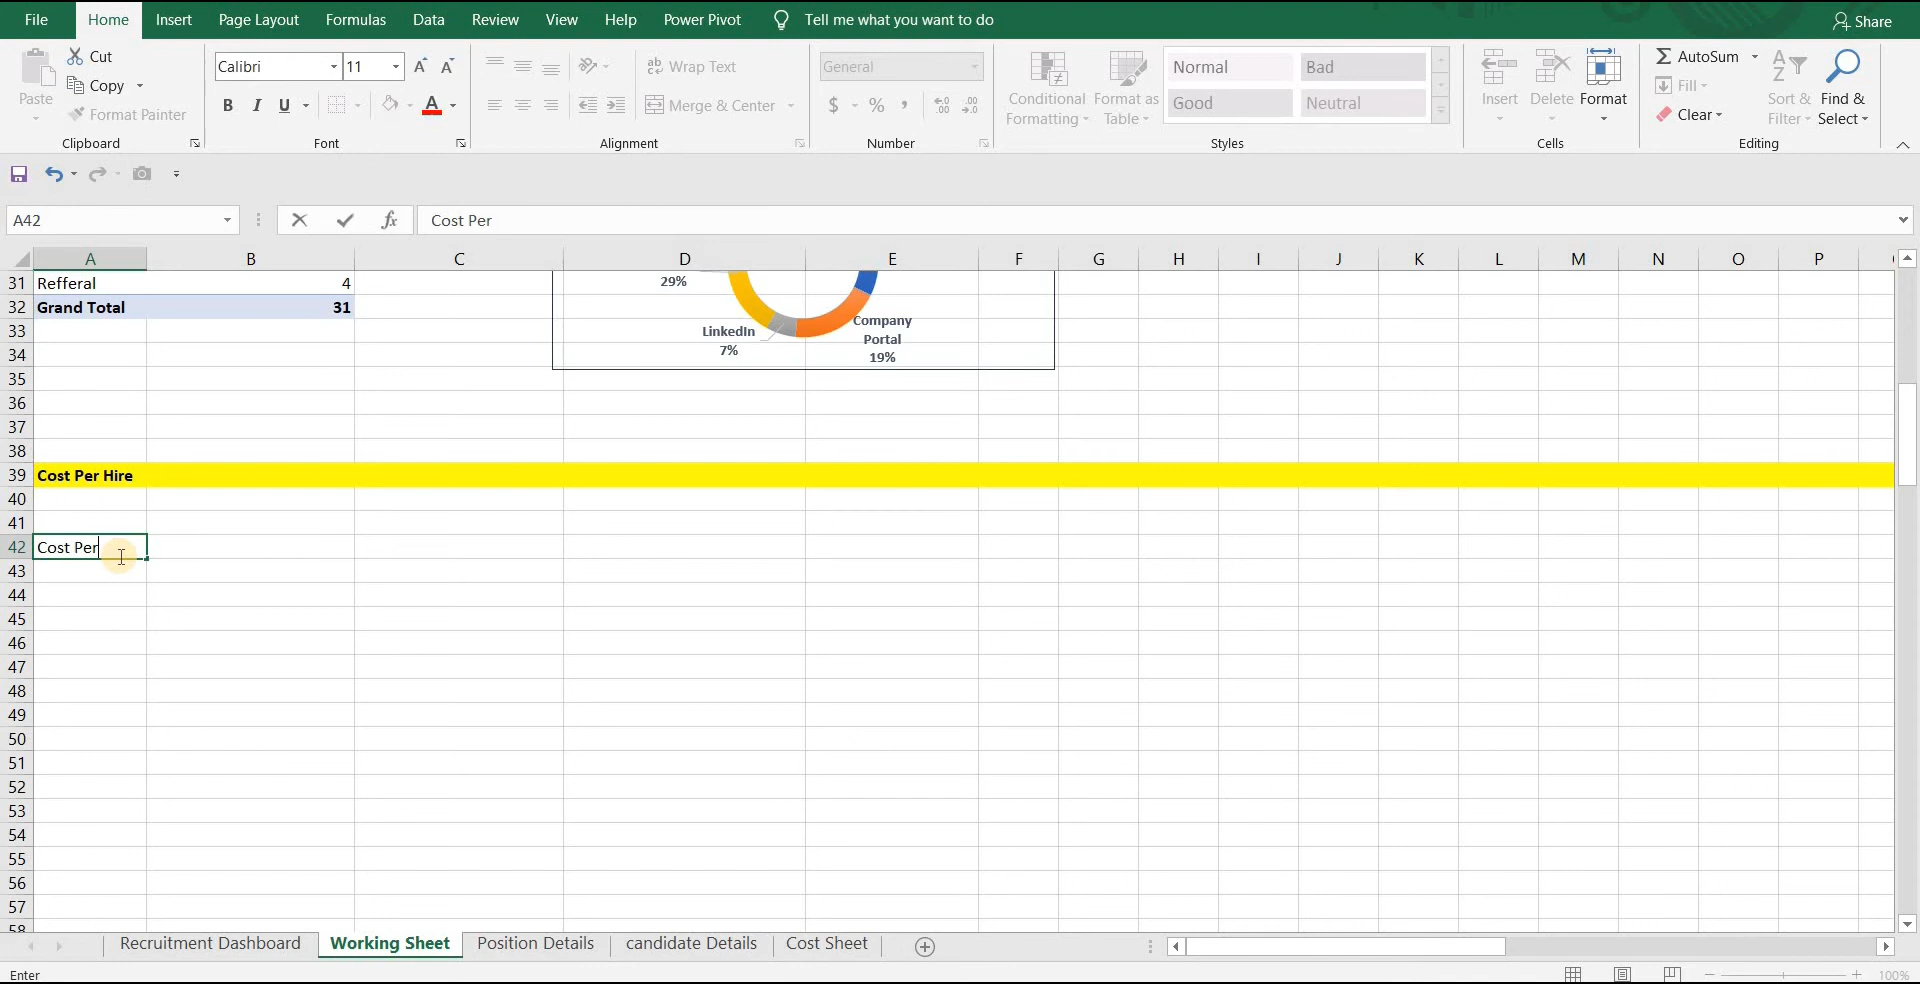 File Home Insert Page Layout Formulas Data Review View Help Power Pivot Tell me what you want to do Share
Paste Cut Copy Format Painter Clipboard
Calibri 11 A A B I U A Font
ab Wrap Text Merge & Center Alignment
General $ % , Number
Conditional Formatting Format as Table Normal Bad Good Neutral Styles
Insert Delete Format Cells
AutoSum Fill Clear Sort & Filter Find & Select Editing
A42 fx Cost Per
A B C D E F G H I J K L M N O P
31 Refferal 4 29%
32 Grand Total 31
33 LinkedIn Company
34 7% Portal
19%
35
36
37
38
39 Cost Per Hire
40
41
42 Cost Per
43
44
45
46
47
48
49
50
51
52
53
54
55
56
57
58
Recruitment Dashboard Working Sheet Position Details candidate Details Cost Sheet
Enter 100%